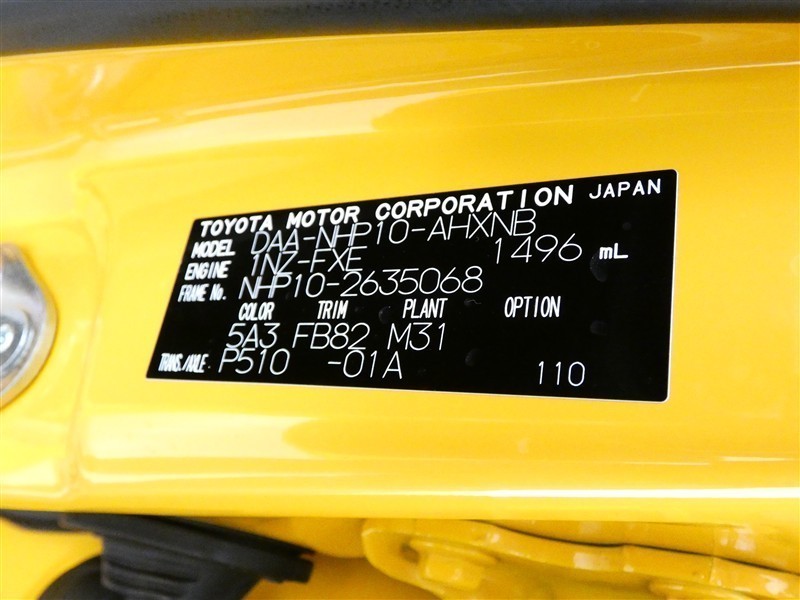 TOYOTA MOTOR CORPORATION JAPAN
MODEL DAA-NHP10-AHXNB
ENGINE 1NZ-FXE 1496 mL
FRAME No. NHP10-2635068
COLOR TRIM PLANT OPTION
5A3 FB82 M31
TRANS./AXLE P510 -01A 110